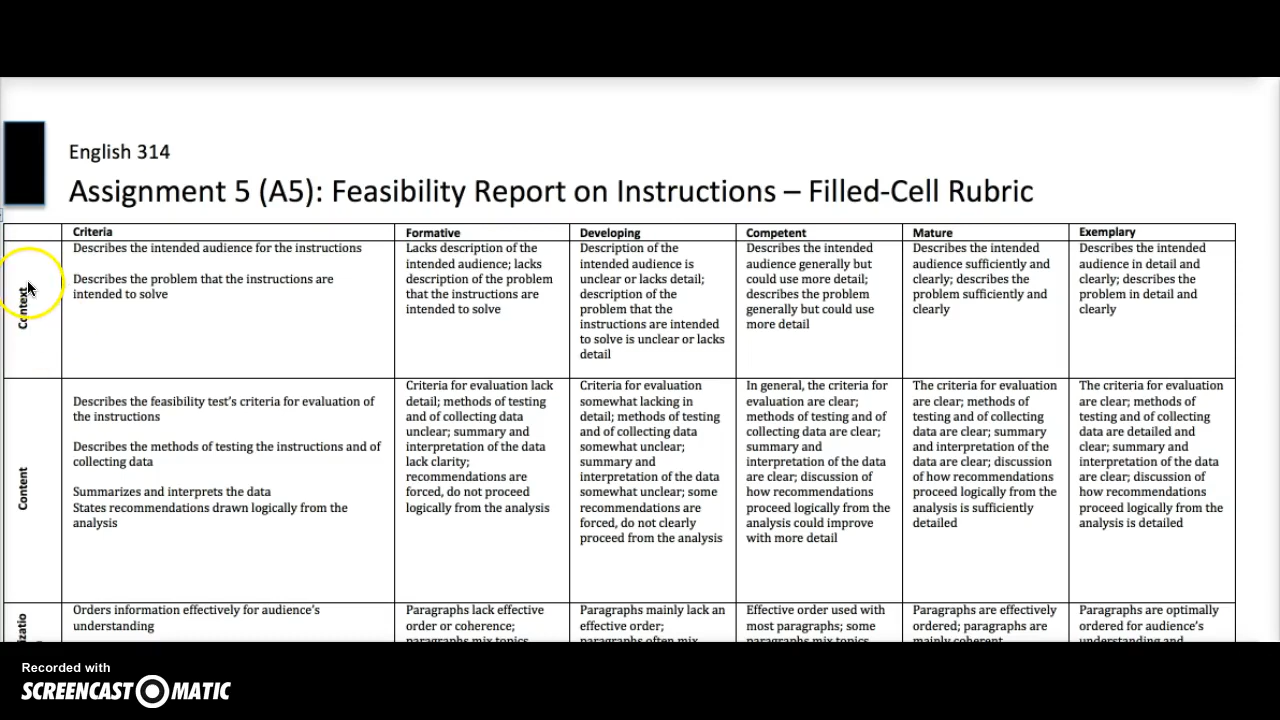 English 314
Assignment 5 (A5): Feasibility Report on Instructions – Filled-Cell Rubric
Criteria
Formative
Developing
Competent
Mature
Exemplary
Context
Describes the intended audience for the instructions
Describes the problem that the instructions are
intended to solve
Lacks description of the
intended audience; lacks
description of the problem
that the instructions are
intended to solve
Description of the
intended audience is
unclear or lacks detail;
description of the
problem that the
instructions are intended
to solve is unclear or lacks
detail
Describes the intended
audience generally but
could use more detail;
describes the problem
generally but could use
more detail
Describes the intended
audience sufficiently and
clearly; describes the
problem sufficiently and
clearly
Describes the intended
audience in detail and
clearly; describes the
problem in detail and
clearly
Content
Describes the feasibility test's criteria for evaluation of
the instructions
Describes the methods of testing the instructions and of
collecting data
Summarizes and interprets the data
States recommendations drawn logically from the
analysis
Criteria for evaluation lack
detail; methods of testing
and of collecting data
unclear; summary and
interpretation of the data
lack clarity;
recommendations are
forced, do not proceed
logically from the analysis
Criteria for evaluation
somewhat lacking in
detail; methods of testing
and of collecting data
somewhat unclear;
summary and
interpretation of the data
somewhat unclear; some
recommendations are
forced, do not clearly
proceed from the analysis
In general, the criteria for
evaluation are clear;
methods of testing and of
collecting data are clear;
summary and
interpretation of the data
are clear; discussion of
how recommendations
proceed logically from the
analysis could improve
with more detail
The criteria for evaluation
are clear; methods of
testing and of collecting
data are clear; summary
and interpretation of the
data are clear; discussion
of how recommendations
proceed logically from the
analysis is sufficiently
detailed
The criteria for evaluation
are clear; methods of
testing and of collecting
data are detailed and
clear; summary and
interpretation of the data
are clear; discussion of
how recommendations
proceed logically from the
analysis is detailed
izatio
Orders information effectively for audience's
understanding
Paragraphs lack effective
order or coherence;
paragraphs mix topics
Paragraphs mainly lack an
effective order;
paragraphs often mix
Effective order used with
most paragraphs; some
paragraphs mix topics
Paragraphs are effectively
ordered; paragraphs are
mainly coherent
Paragraphs are optimally
ordered for audience's
understanding and
Recorded with
SCREENCAST MATIC